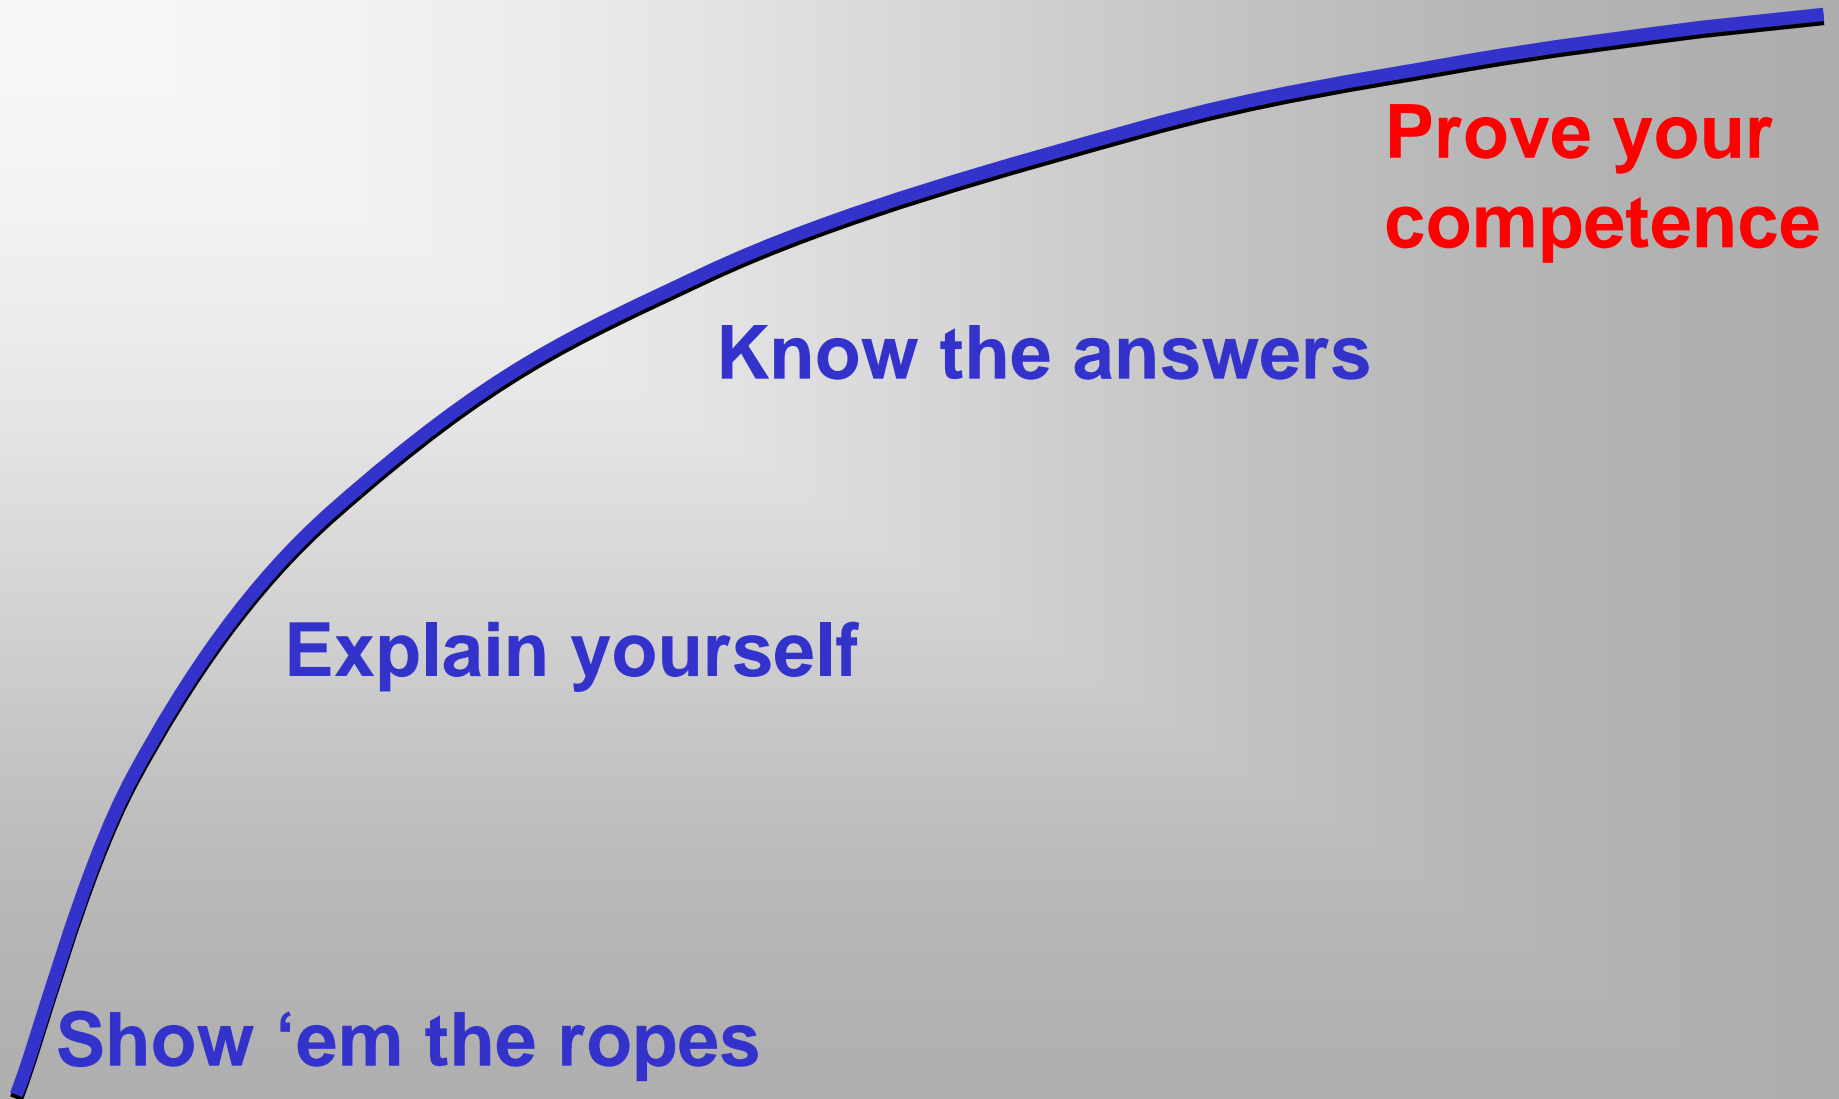 Prove your
competence
Know the answers
Explain yourself
Show ‘em the ropes